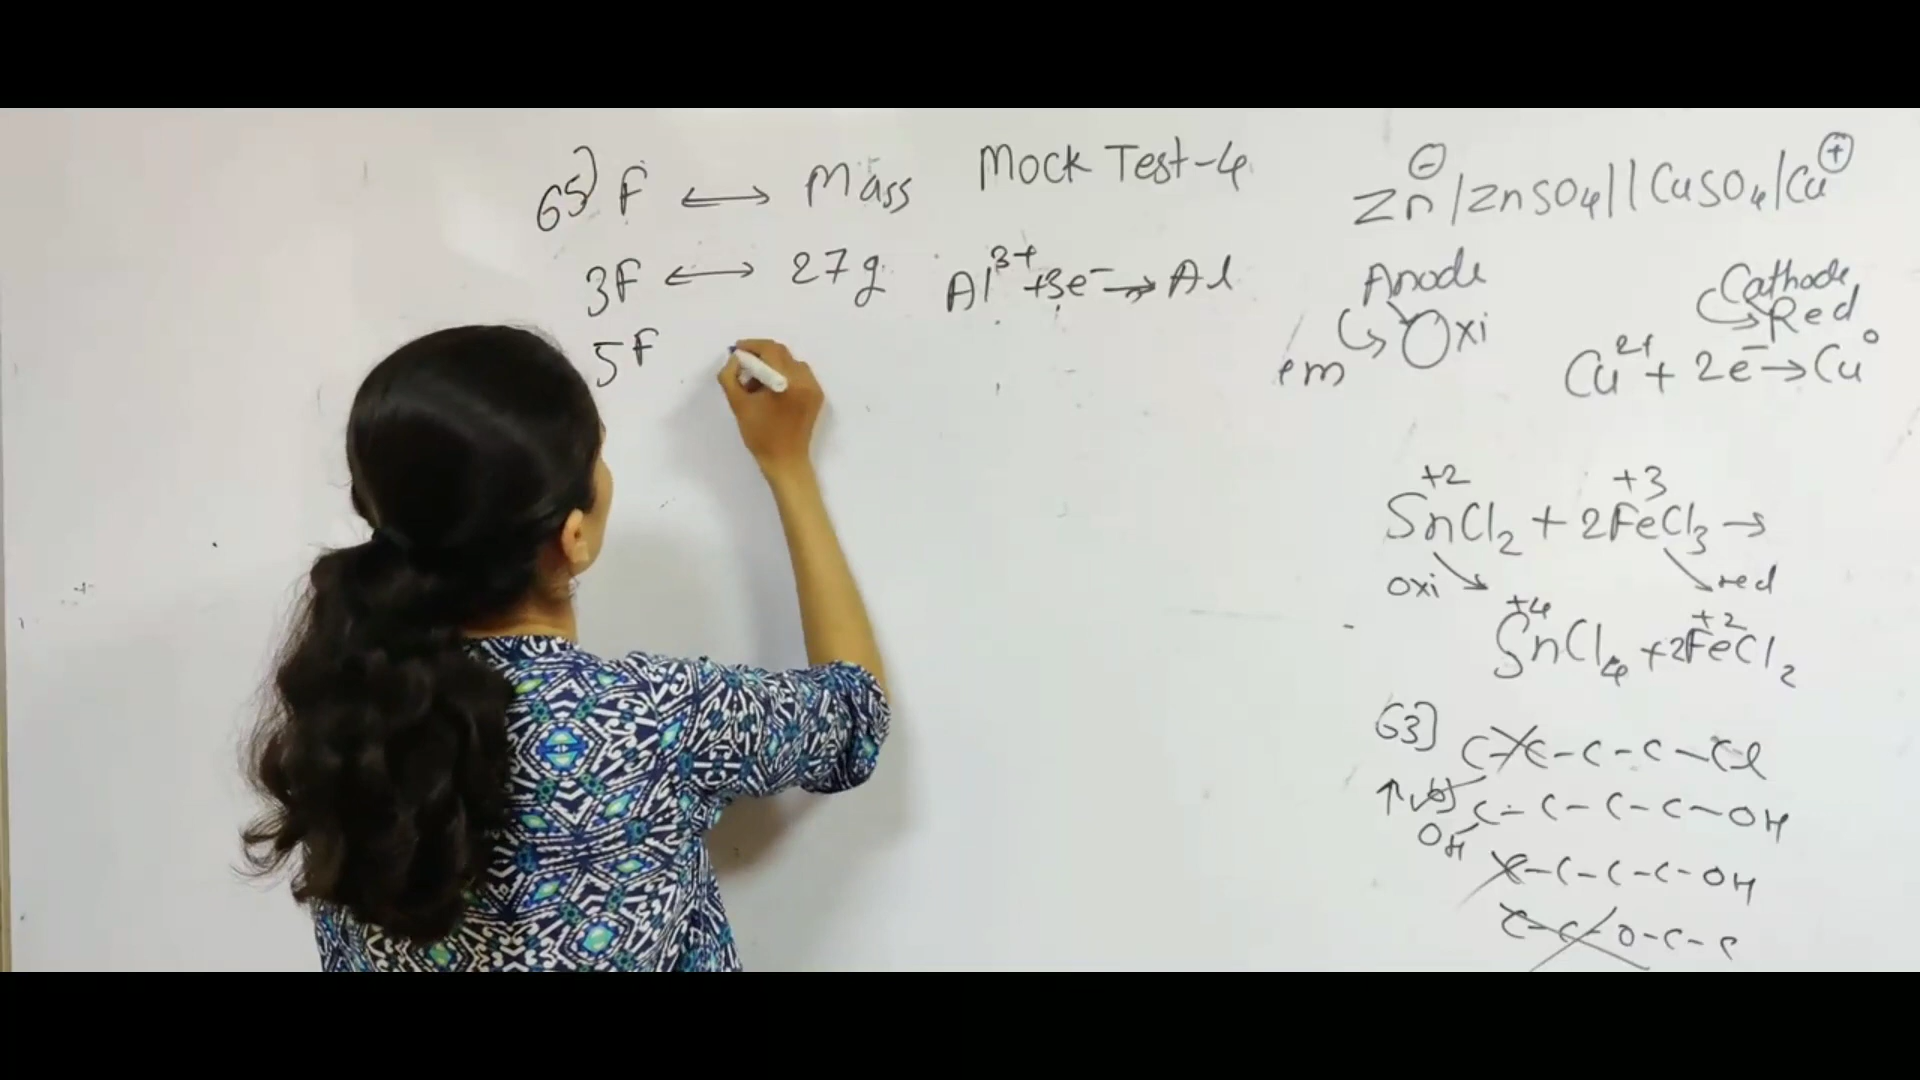 65) F ⟷ Mass
Mock Test-4
3F ⟷ 27g
Al³⁺+3e⁻→Al
5F
Zn⊖/ZnSO₄||CuSO₄/Cu⊕
Anode
Oxi
Cathode
Red
Cu²⁺+ 2e⁻→Cu⁰
+2 +3
SnCl₂ + 2FeCl₃ →
oxi red
+4 +2
SnCl₄ +2FeCl₂
63) C-C-C-C-Cl
C-C-C-C-OH
OH
C-C-C-C-OH
C-C-O-C-C